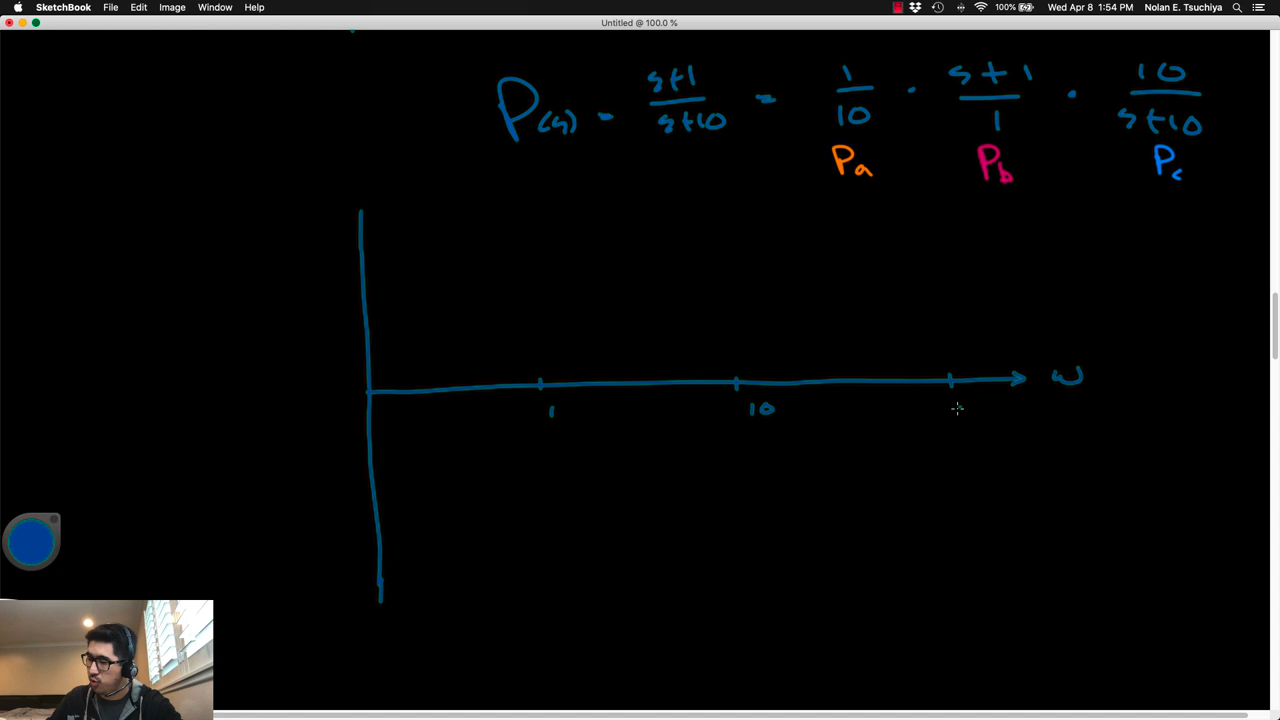 SketchBook File Edit Image Window Help 100% Wed Apr 8 1:54 PM Nolan E. Tsuchiya
Untitled @ 100.0 %
P(s) = s+1/s+10 = 1/10 · s+1/1 · 10/s+10
Pa Pb Pc
ω
1 10